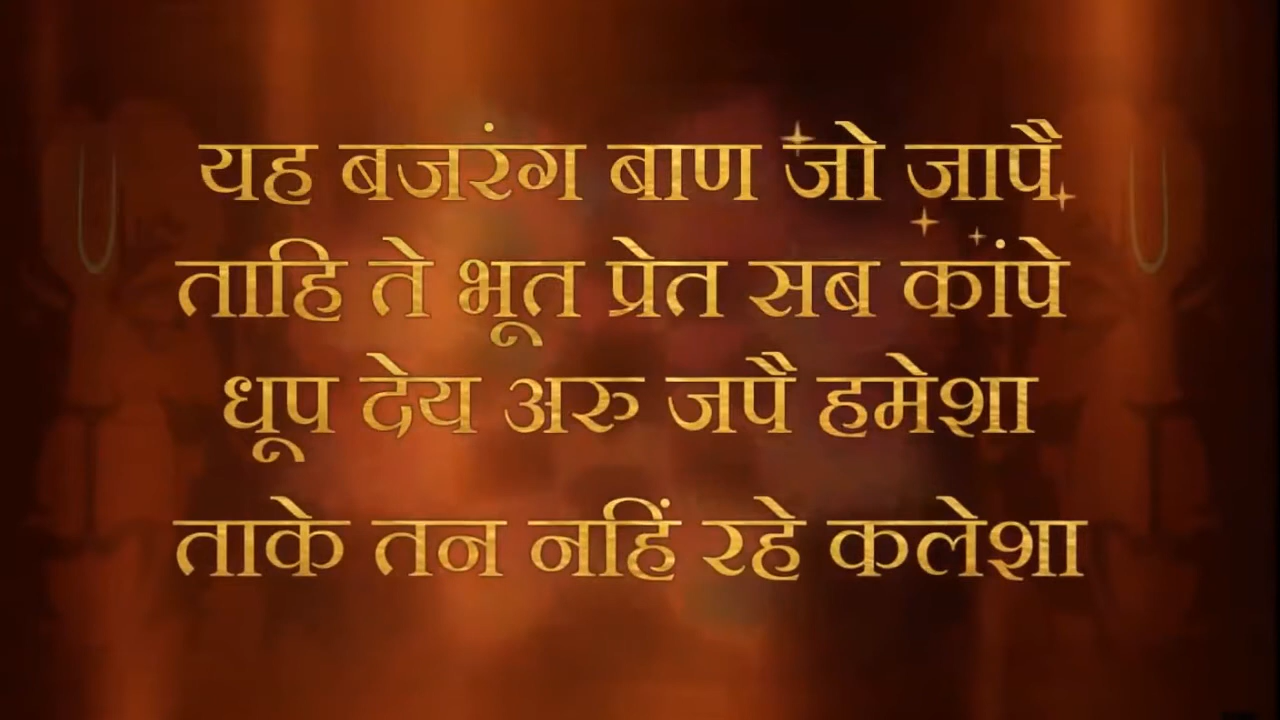 यह बजरंग बाण जो जापै
ताहि ते भूत प्रेत सब कांपे
धूप देय अरु जपै हमेशा
ताके तन नहिं रहे कलेशा